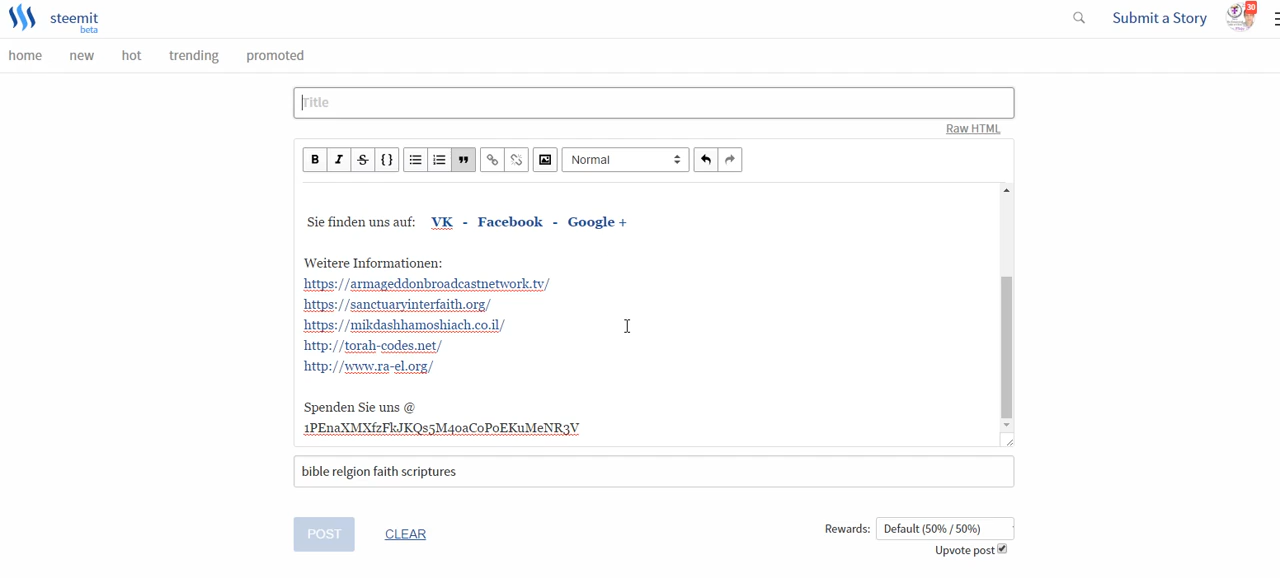 steemit
beta
Submit a Story
30
home new hot trending promoted
Title
Raw HTML
B I S { } Normal
Sie finden uns auf: VK - Facebook - Google +
Weitere Informationen:
https://armageddonbroadcastnetwork.tv/
https://sanctuaryinterfaith.org/
https://mikdashhamoshiach.co.il/
http://torah-codes.net/
http://www.ra-el.org/
Spenden Sie uns @
1PEnaXMXfzFkJKQs5M4oaCoPoEKuMeNR3V
bible relgion faith scriptures
POST CLEAR
Rewards: Default (50% / 50%)
Upvote post